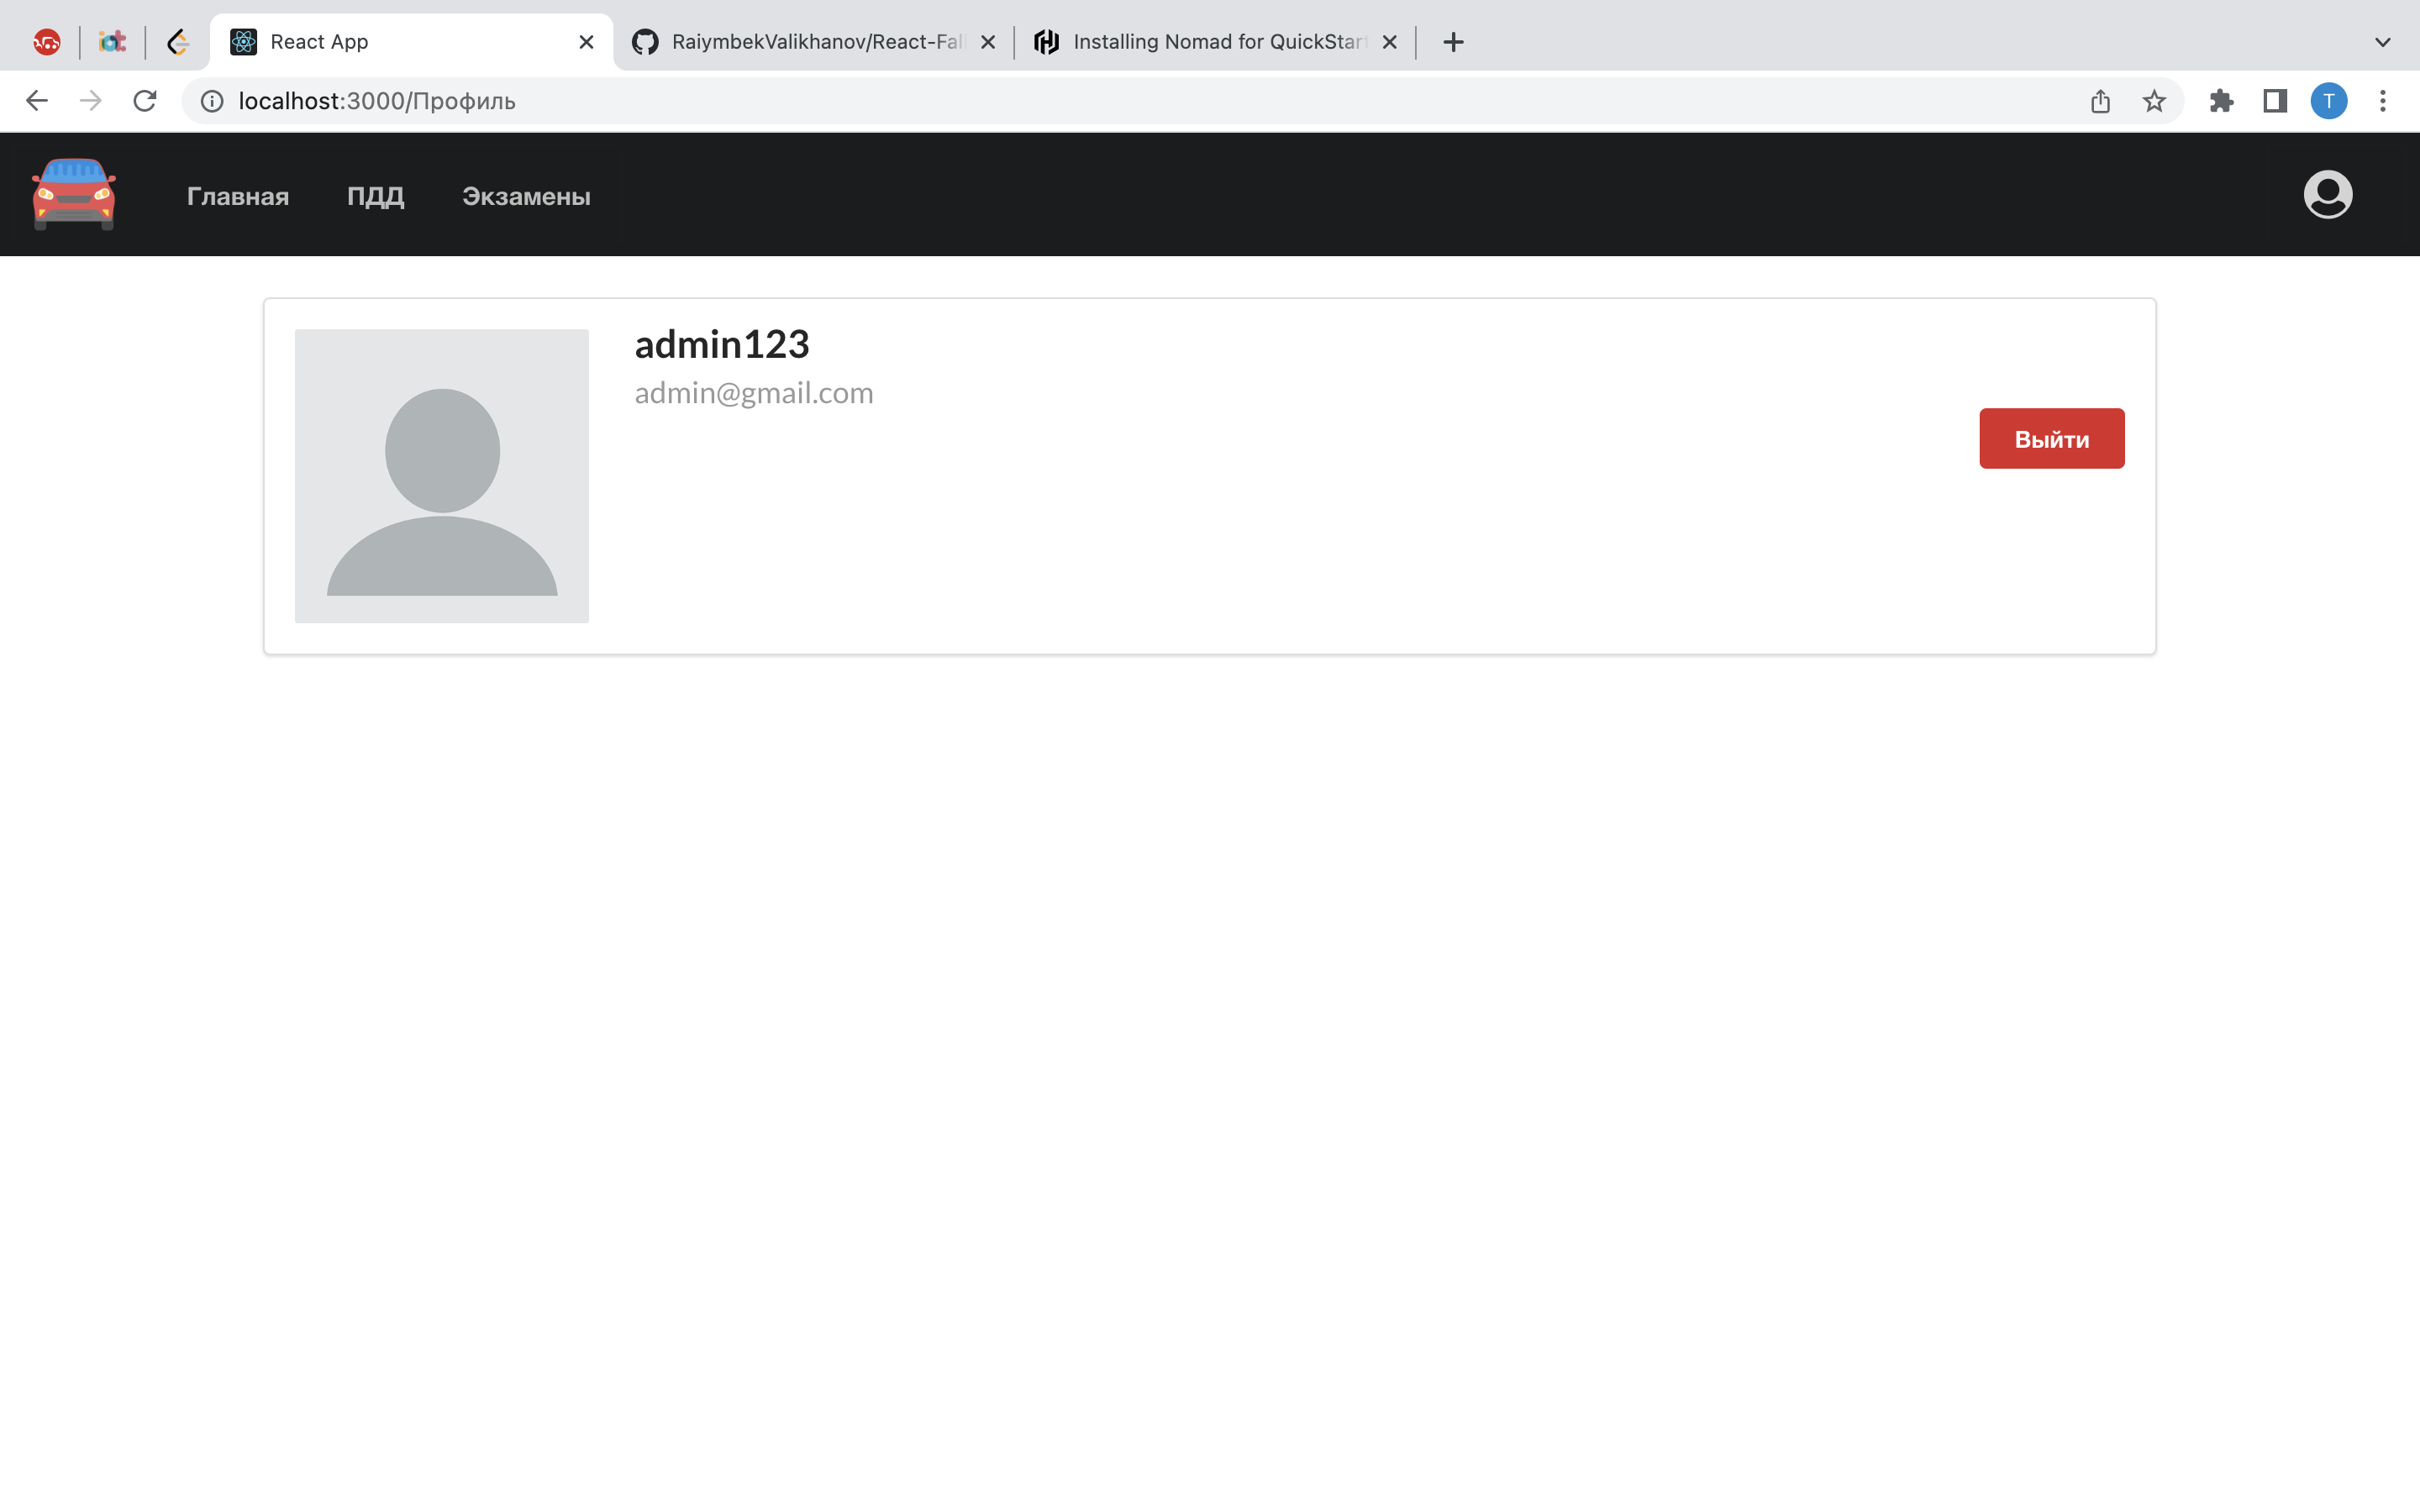 React App
RaiymbekValikhanov/React-Fal
Installing Nomad for QuickStar
localhost:3000/Профиль
T
Главная
ПДД
Экзамены
admin123
admin@gmail.com
Выйти